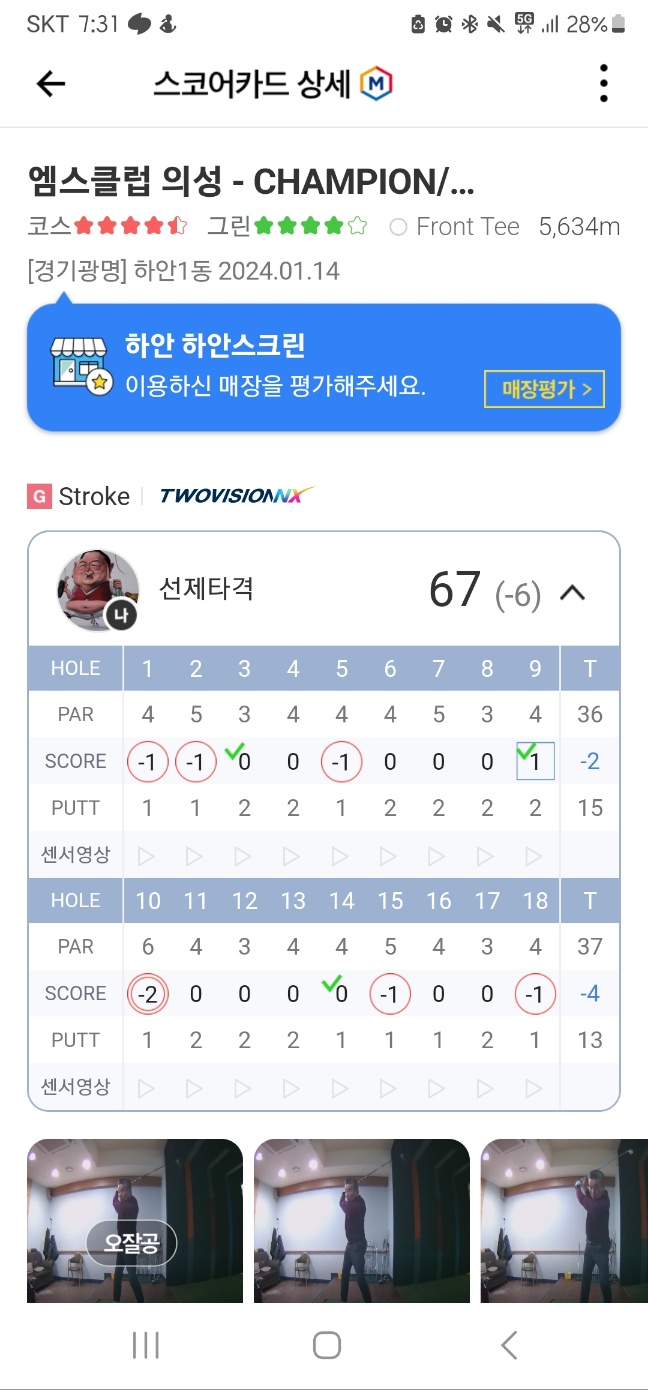 SKT 7:31 5G 28%
스코어카드 상세 M
엠스클럽 의성 - CHAMPION/...
코스 그린 Front Tee 5,634m
[경기광명] 하안1동 2024.01.14
하안 하안스크린
이용하신 매장을 평가해주세요. 매장평가 >
G Stroke TWOVISIONNX
선제타격 67 (-6)
나
HOLE 1 2 3 4 5 6 7 8 9 T
PAR 4 5 3 4 4 4 5 3 4 36
SCORE -1 -1 0 0 -1 0 0 0 1 -2
PUTT 1 1 2 2 1 2 2 2 2 15
센서영상
HOLE 10 11 12 13 14 15 16 17 18 T
PAR 6 4 3 4 4 5 4 3 4 37
SCORE -2 0 0 0 0 -1 0 0 -1 -4
PUTT 1 2 2 2 1 1 1 2 1 13
센서영상
오잘공